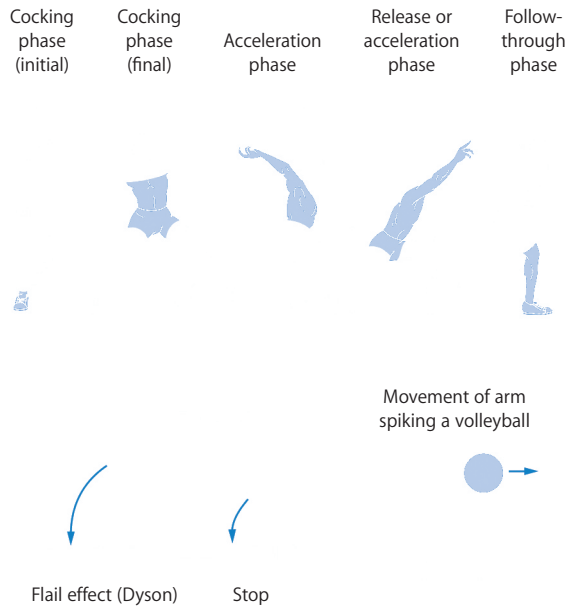 Cocking
phase
(initial)
Cocking
phase
(final)
Acceleration
phase
Release or
acceleration
phase
Follow-
through
phase
Movement of arm
spiking a volleyball
Flail effect (Dyson)
Stop